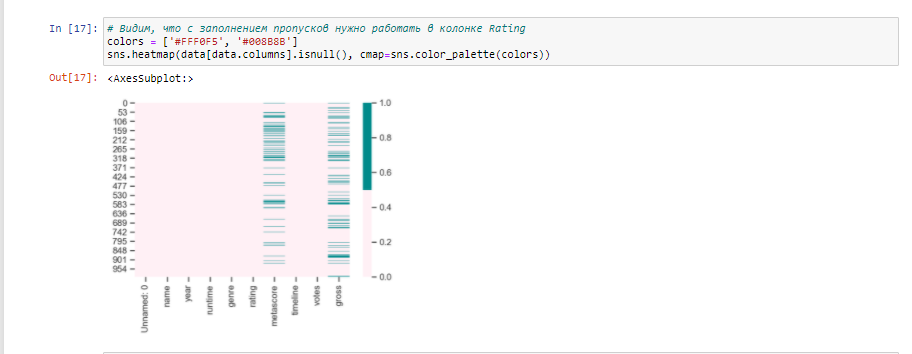 In [17]: # Видим, что с заполнением пропусков нужно работать в колонке Rating
colors = ['#FFF0F5', '#008B8B']
sns.heatmap(data[data.columns].isnull(), cmap=sns.color_palette(colors))
Out[17]: <AxesSubplot:>
0
53
106
159
212
265
318
371
424
477
530
583
636
689
742
795
848
901
954
Unnamed: 0
name
year
runtime
genre
rating
metascore
timeline
votes
gross
1.0
0.8
0.6
0.4
0.2
0.0